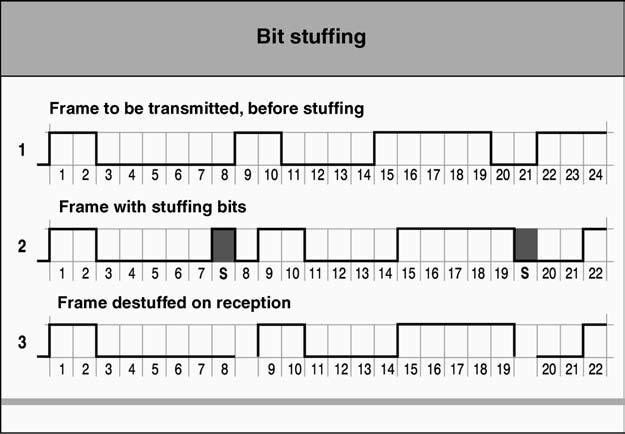 Bit stuffing
Frame to be transmitted, before stuffing
1
1 2 3 4 5 6 7 8 9 10 11 12 13 14 15 16 17 18 19 20 21 22 23 24
Frame with stuffing bits
2
1 2 3 4 5 6 7 S 8 9 10 11 12 13 14 15 16 17 18 19 S 20 21 22
Frame destuffed on reception
3
1 2 3 4 5 6 7 8 9 10 11 12 13 14 15 16 17 18 19 20 21 22